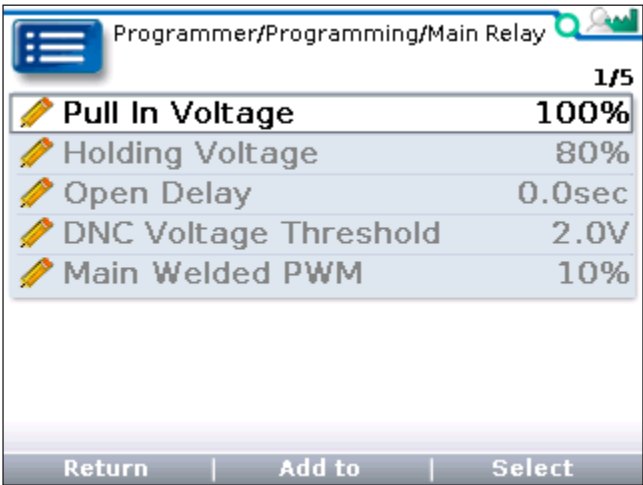 Programmer/Programming/Main Relay
1/5
Pull In Voltage 100%
Holding Voltage 80%
Open Delay 0.0sec
DNC Voltage Threshold 2.0V
Main Welded PWM 10%
Return | Add to | Select